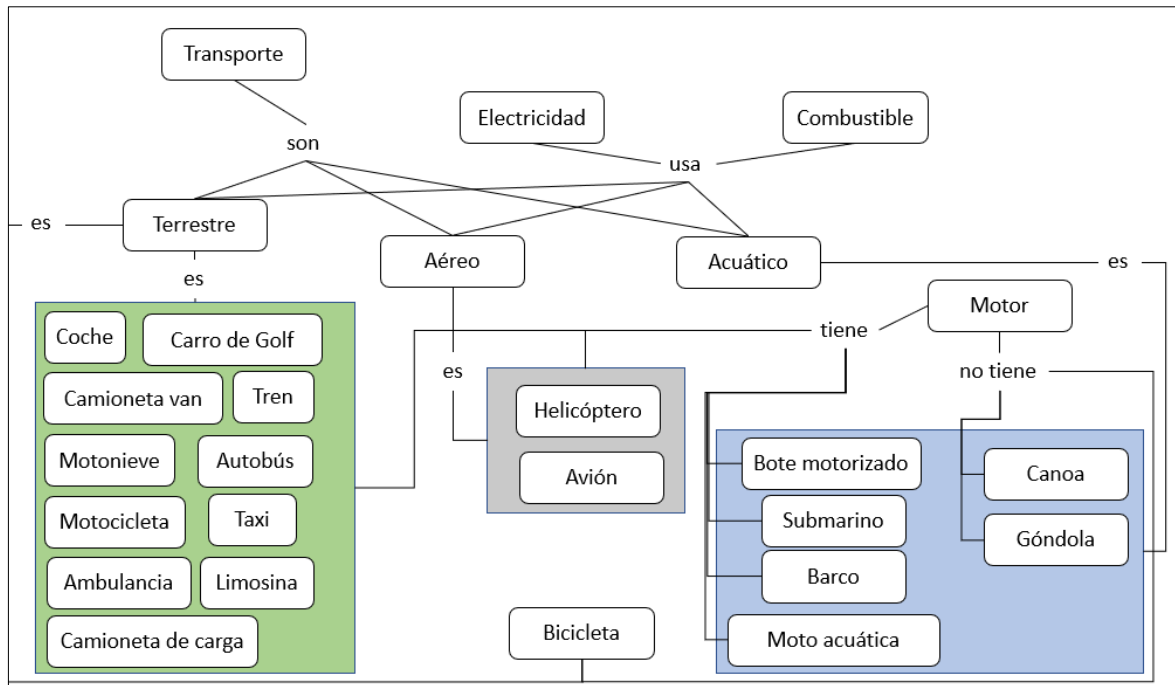 Transporte
Electricidad
Combustible
son
usa
es
Terrestre
Aéreo
Acuático
es
es
Motor
Coche
Carro de Golf
tiene
es
no tiene
Camioneta van
Tren
Helicóptero
Motonieve
Autobús
Avión
Bote motorizado
Canoa
Motocicleta
Taxi
Submarino
Góndola
Ambulancia
Limosina
Barco
Camioneta de carga
Bicicleta
Moto acuática